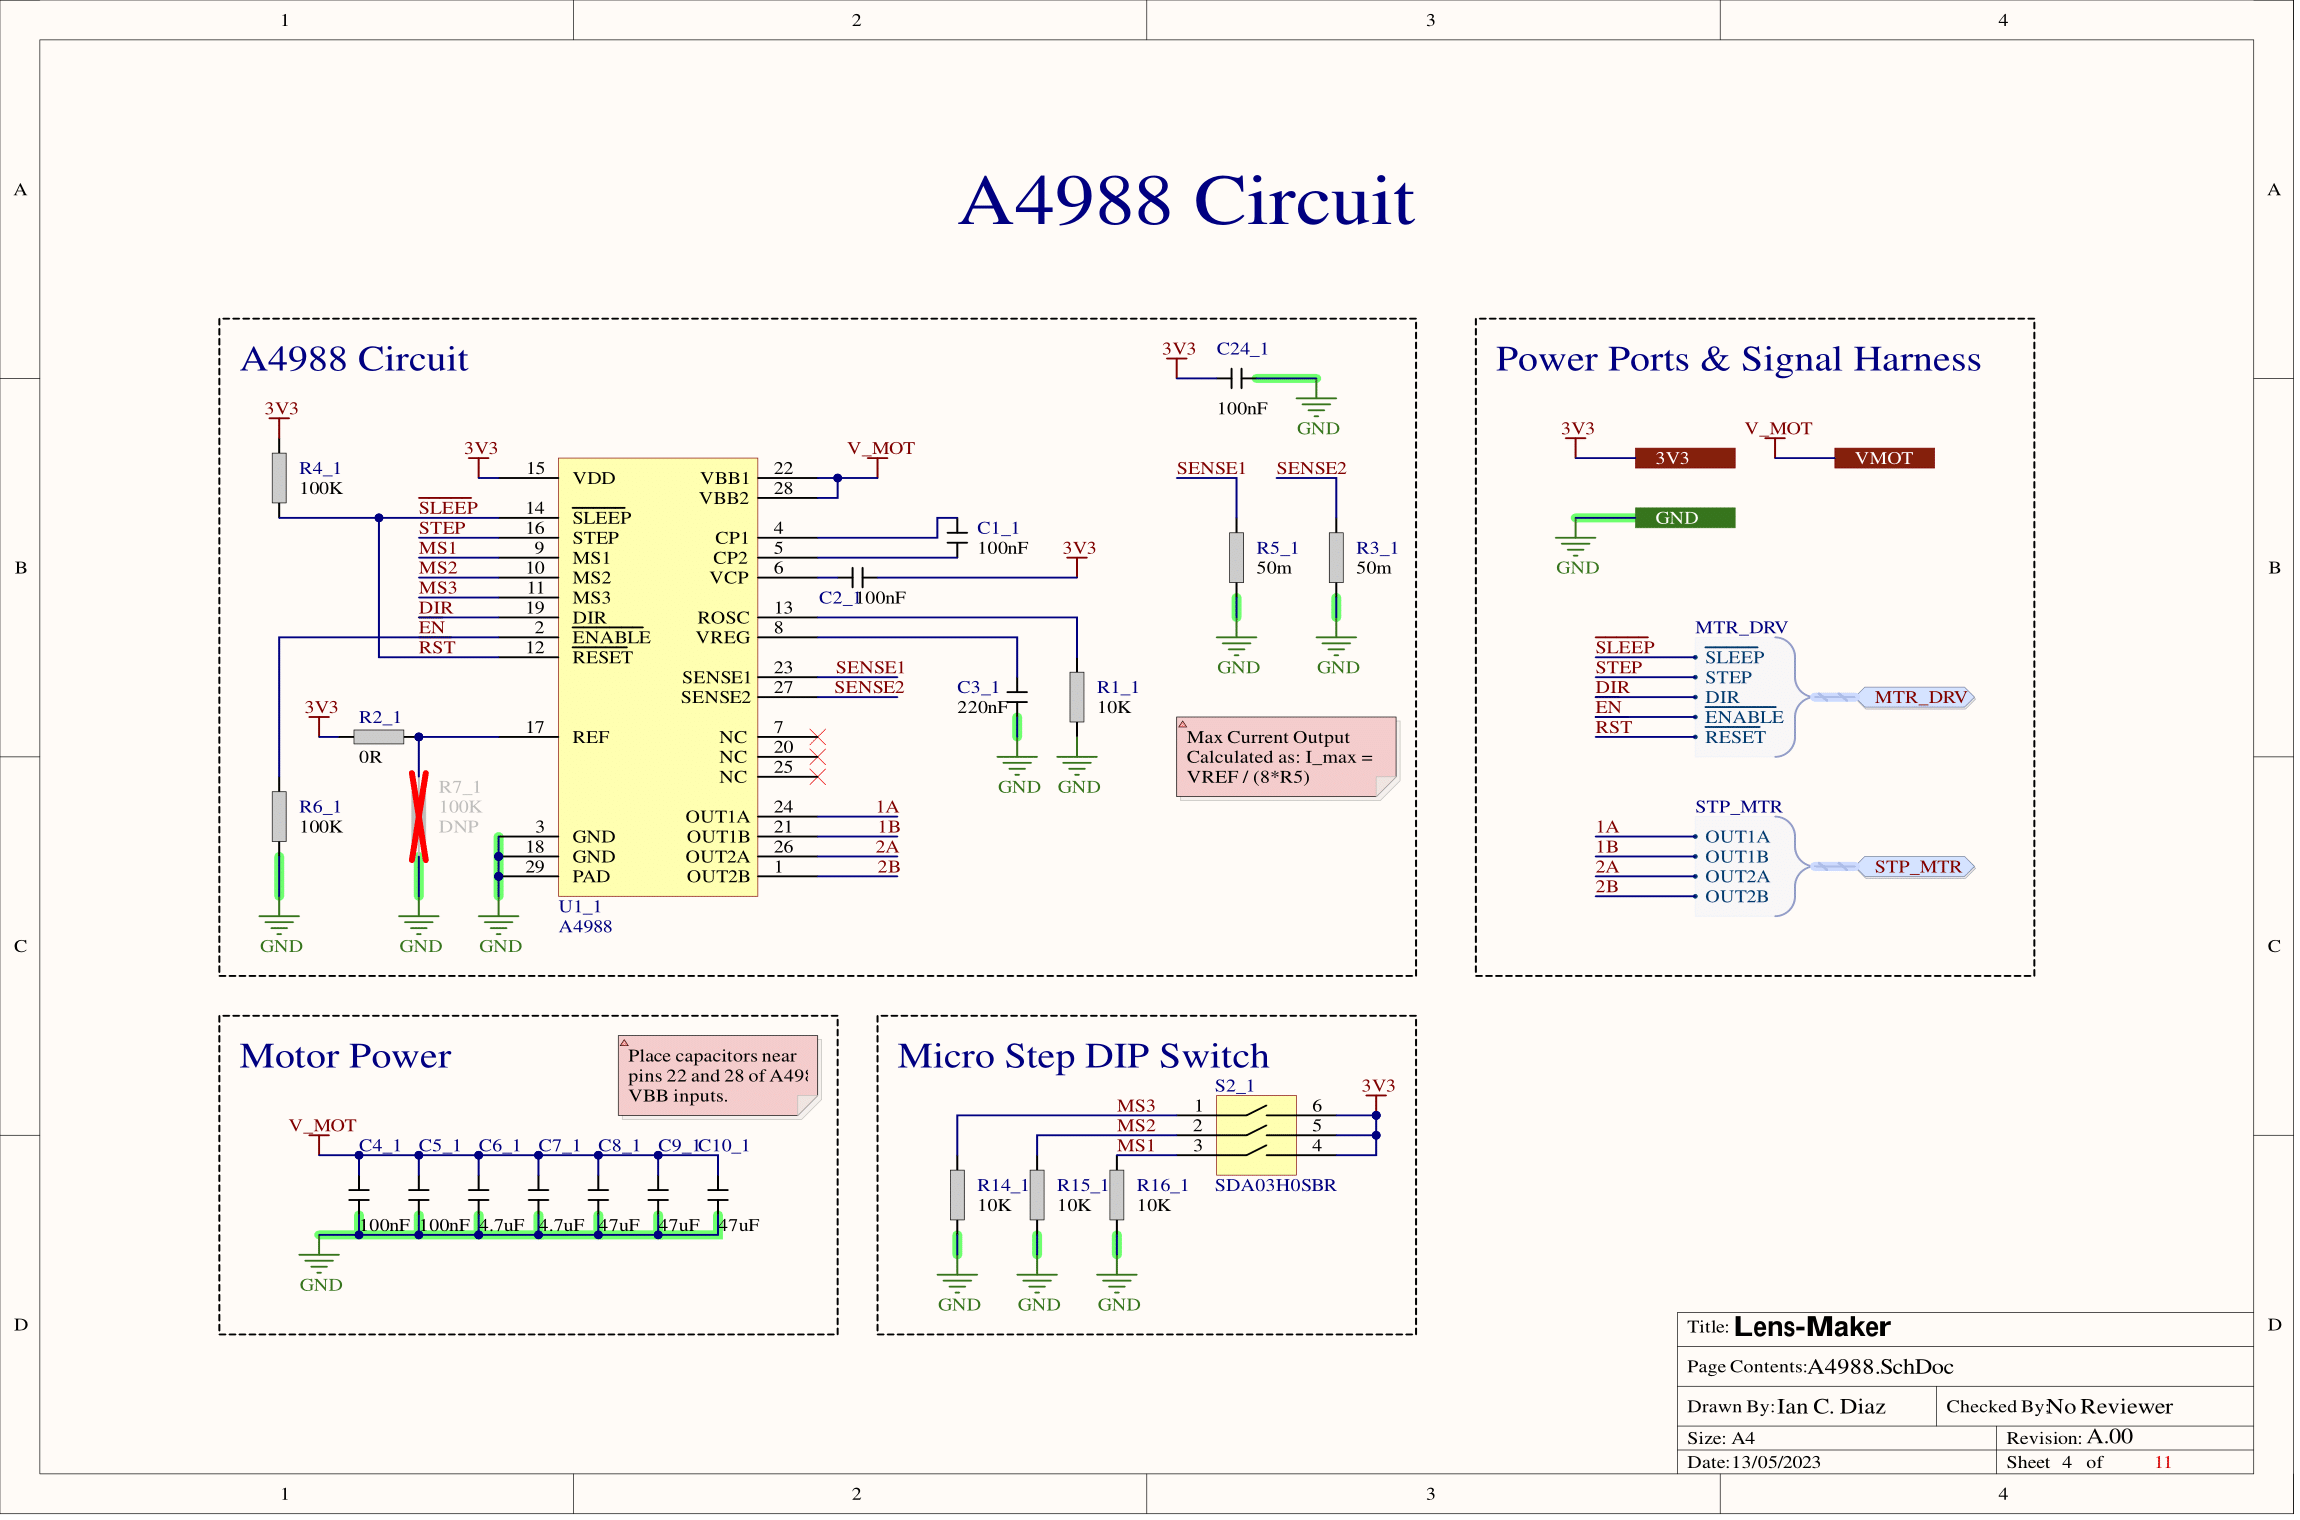 1 2 3 4
A A
B B
C C
D D
A4988 Circuit
A4988 Circuit
3V3
R4_1
100K
3V3
SLEEP
STEP
MS1
MS2
MS3
DIR
EN
RST
15
14
16
9
10
11
19
2
12
17
3
18
29
VDD
SLEEP
STEP
MS1
MS2
MS3
DIR
ENABLE
RESET
REF
GND
GND
PAD
VBB1
VBB2
CP1
CP2
VCP
ROSC
VREG
SENSE1
SENSE2
NC
NC
NC
OUT1A
OUT1B
OUT2A
OUT2B
22
28
4
5
6
13
8
23
27
7
20
25
24
21
26
1
U1_1
A4988
3V3
R2_1
0R
R6_1
100K
R7_1
100K
DNP
GND
GND
GND
V_MOT
C1_1
100nF
3V3
C2_1
100nF
SENSE1
SENSE2
C3_1
220nF
R1_1
10K
GND
GND
1A
1B
2A
2B
3V3
C24_1
100nF
GND
SENSE1
SENSE2
R5_1
50m
R3_1
50m
GND
GND
Max Current Output
Calculated as: I_max =
VREF / (8*R5)
Power Ports & Signal Harness
3V3
3V3
V_MOT
VMOT
GND
GND
MTR_DRV
SLEEP
STEP
DIR
EN
RST
SLEEP
STEP
DIR
ENABLE
RESET
MTR_DRV
STP_MTR
1A
1B
2A
2B
OUT1A
OUT1B
OUT2A
OUT2B
STP_MTR
Motor Power
Place capacitors near
pins 22 and 28 of A498
VBB inputs.
V_MOT
C4_1 C5_1 C6_1 C7_1 C8_1 C9_1 C10_1
100nF 100nF 4.7uF 4.7uF 47uF 47uF 47uF
GND
Micro Step DIP Switch
S2_1
3V3
MS3 1 6
MS2 2 5
MS1 3 4
SDA03H0SBR
R14_1
10K
R15_1
10K
R16_1
10K
GND
GND
GND
Title: Lens-Maker
Page Contents:A4988.SchDoc
Drawn By: Ian C. Diaz
Checked By: No Reviewer
Size: A4
Revision: A.00
Date:13/05/2023
Sheet 4 of 11
1 2 3 4